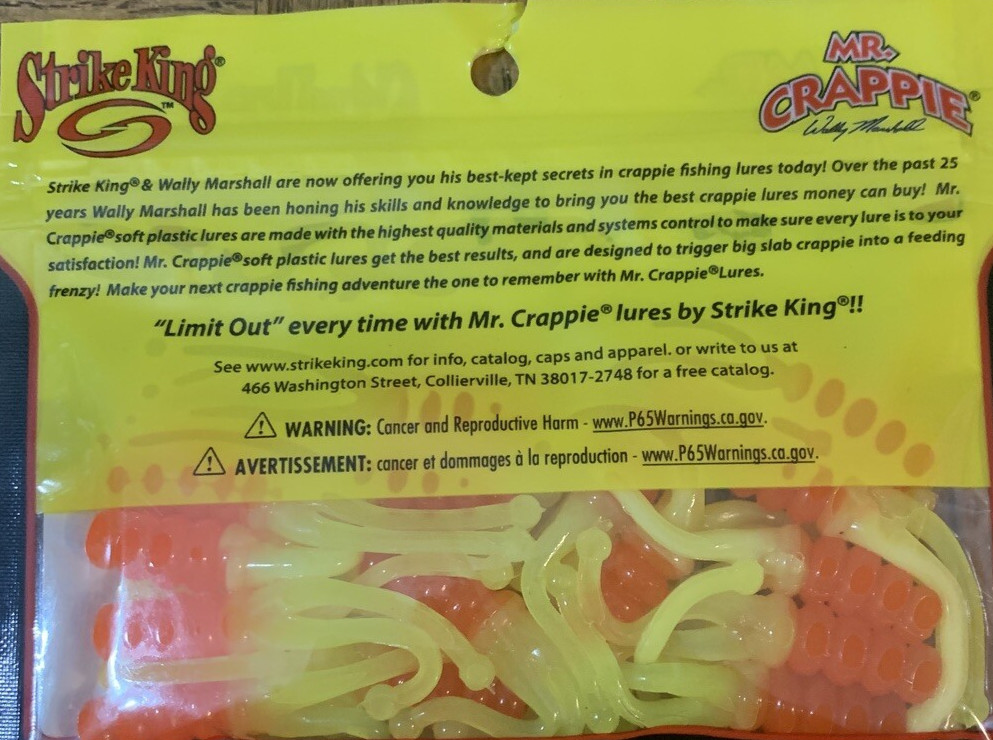 Strike King®
™
MR.
CRAPPIE®
Wally Marshall
Strike King® & Wally Marshall are now offering you his best-kept secrets in crappie fishing lures today! Over the past 25
years Wally Marshall has been honing his skills and knowledge to bring you the best crappie lures money can buy! Mr.
Crappie® soft plastic lures are made with the highest quality materials and systems control to make sure every lure is to your
satisfaction! Mr. Crappie® soft plastic lures get the best results, and are designed to trigger big slab crappie into a feeding
frenzy! Make your next crappie fishing adventure the one to remember with Mr. Crappie® Lures.
“Limit Out” every time with Mr. Crappie® lures by Strike King®!!
See www.strikeking.com for info, catalog, caps and apparel. or write to us at
466 Washington Street, Collierville, TN 38017-2748 for a free catalog.
WARNING: Cancer and Reproductive Harm - www.P65Warnings.ca.gov.
AVERTISSEMENT: cancer et dommages à la reproduction - www.P65Warnings.ca.gov.